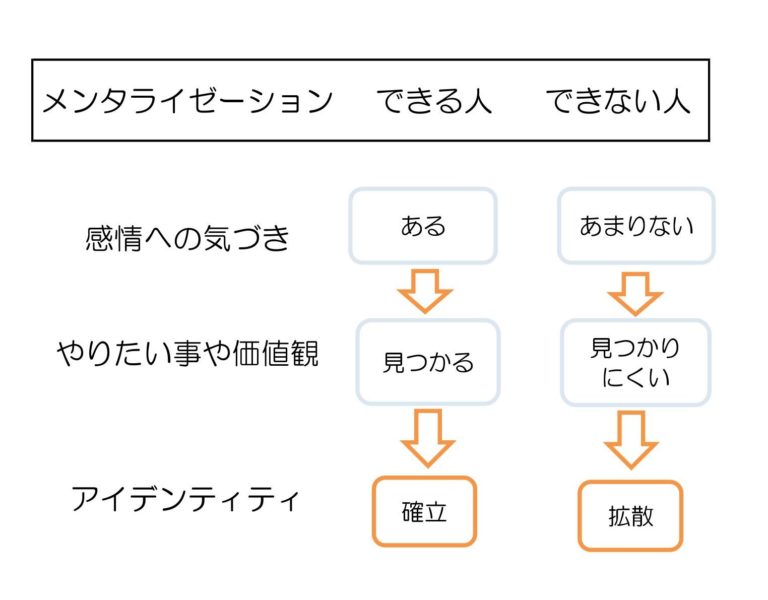 メンタライゼーション できる人 できない人
感情への気づき ある あまりない
やりたい事や価値観 見つかる 見つかり
にくい
アイデンティティ 確立 拡散